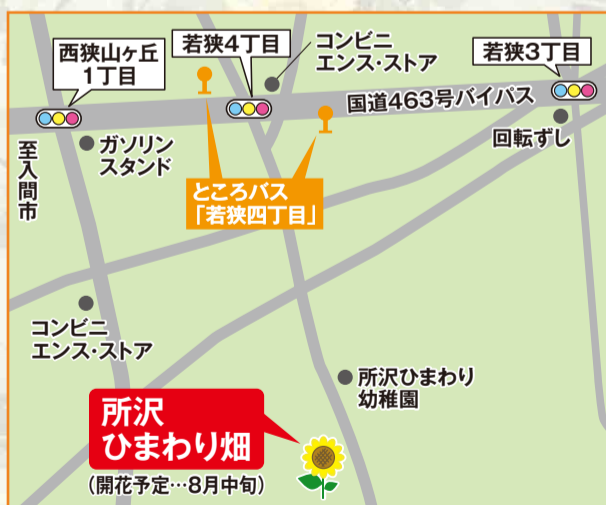 西狭山ヶ丘
1丁目
若狭4丁目
コンビニ
エンス・ストア
若狭3丁目
国道463号バイパス
至入間市
ガソリン
スタンド
回転ずし
ところバス
「若狭四丁目」
コンビニ
エンス・ストア
所沢ひまわり
幼稚園
所沢
ひまわり畑
(開花予定…8月中旬)